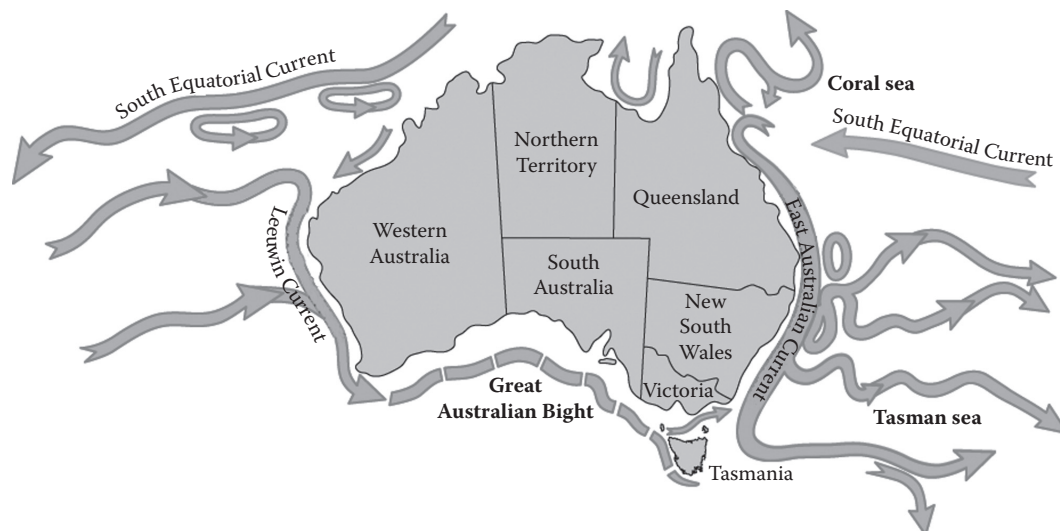 South Equatorial Current
Coral sea
South Equatorial Current
Northern
Territory
Queensland
Western
Australia
South
Australia
Leeuwin Current
East Australian Current
New
South
Wales
Victoria
Great
Australian Bight
Tasman sea
Tasmania